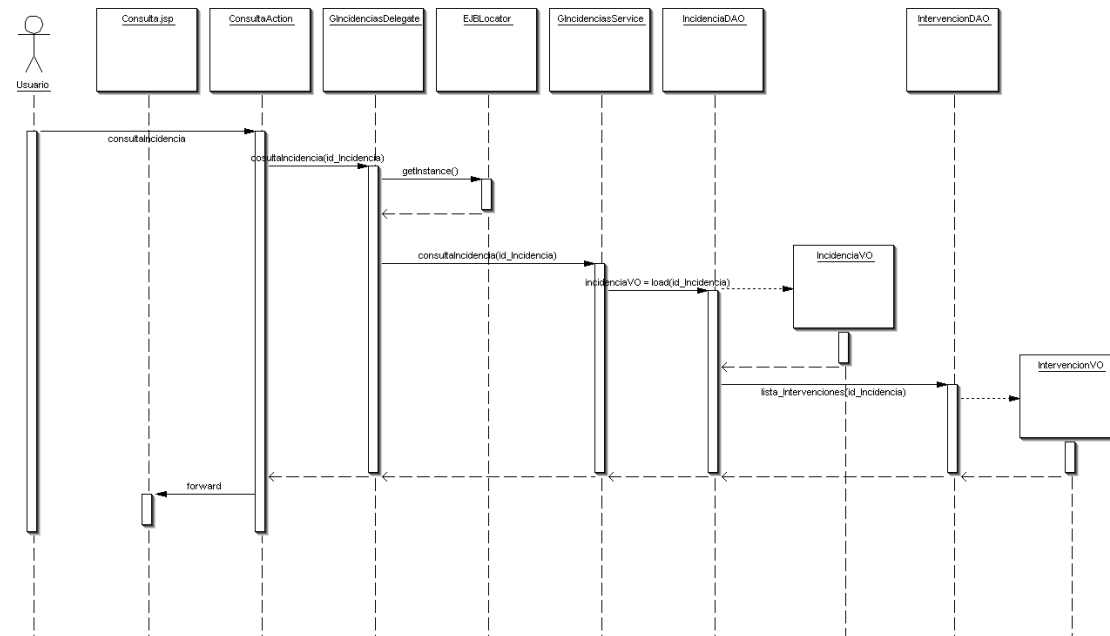 Consulta.jsp
ConsultaAction
GIncidenciasDelegate
EJBLocator
GIncidenciasService
IncidenciaDAO
IntervencionDAO
Usuario
consultaIncidencia
cosultaIncidencia(id_Incidencia)
getInstance()
consultaIncidencia(id_Incidencia)
IncidenciaVO
incidenciaVO = load(id_Incidencia)
IntervencionVO
lista_Intervenciones(id_Incidencia)
forward